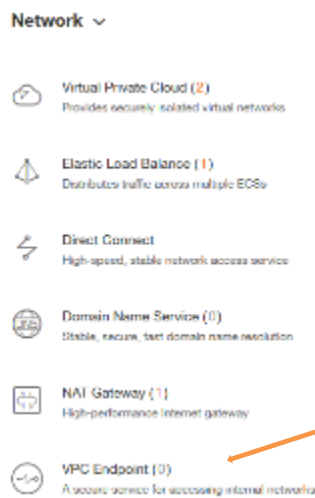 Network
Virtual Private Cloud (2)
Provides securely isolated virtual networks
Elastic Load Balance (1)
Distributes traffic across multiple ECSs
Direct Connect
High-speed, stable network access service
Domain Name Service (0)
Stable, secure, fast domain name resolution
NAT Gateway (1)
High-performance Internet gateway
VPC Endpoint (0)
A secure service for accessing internal networks